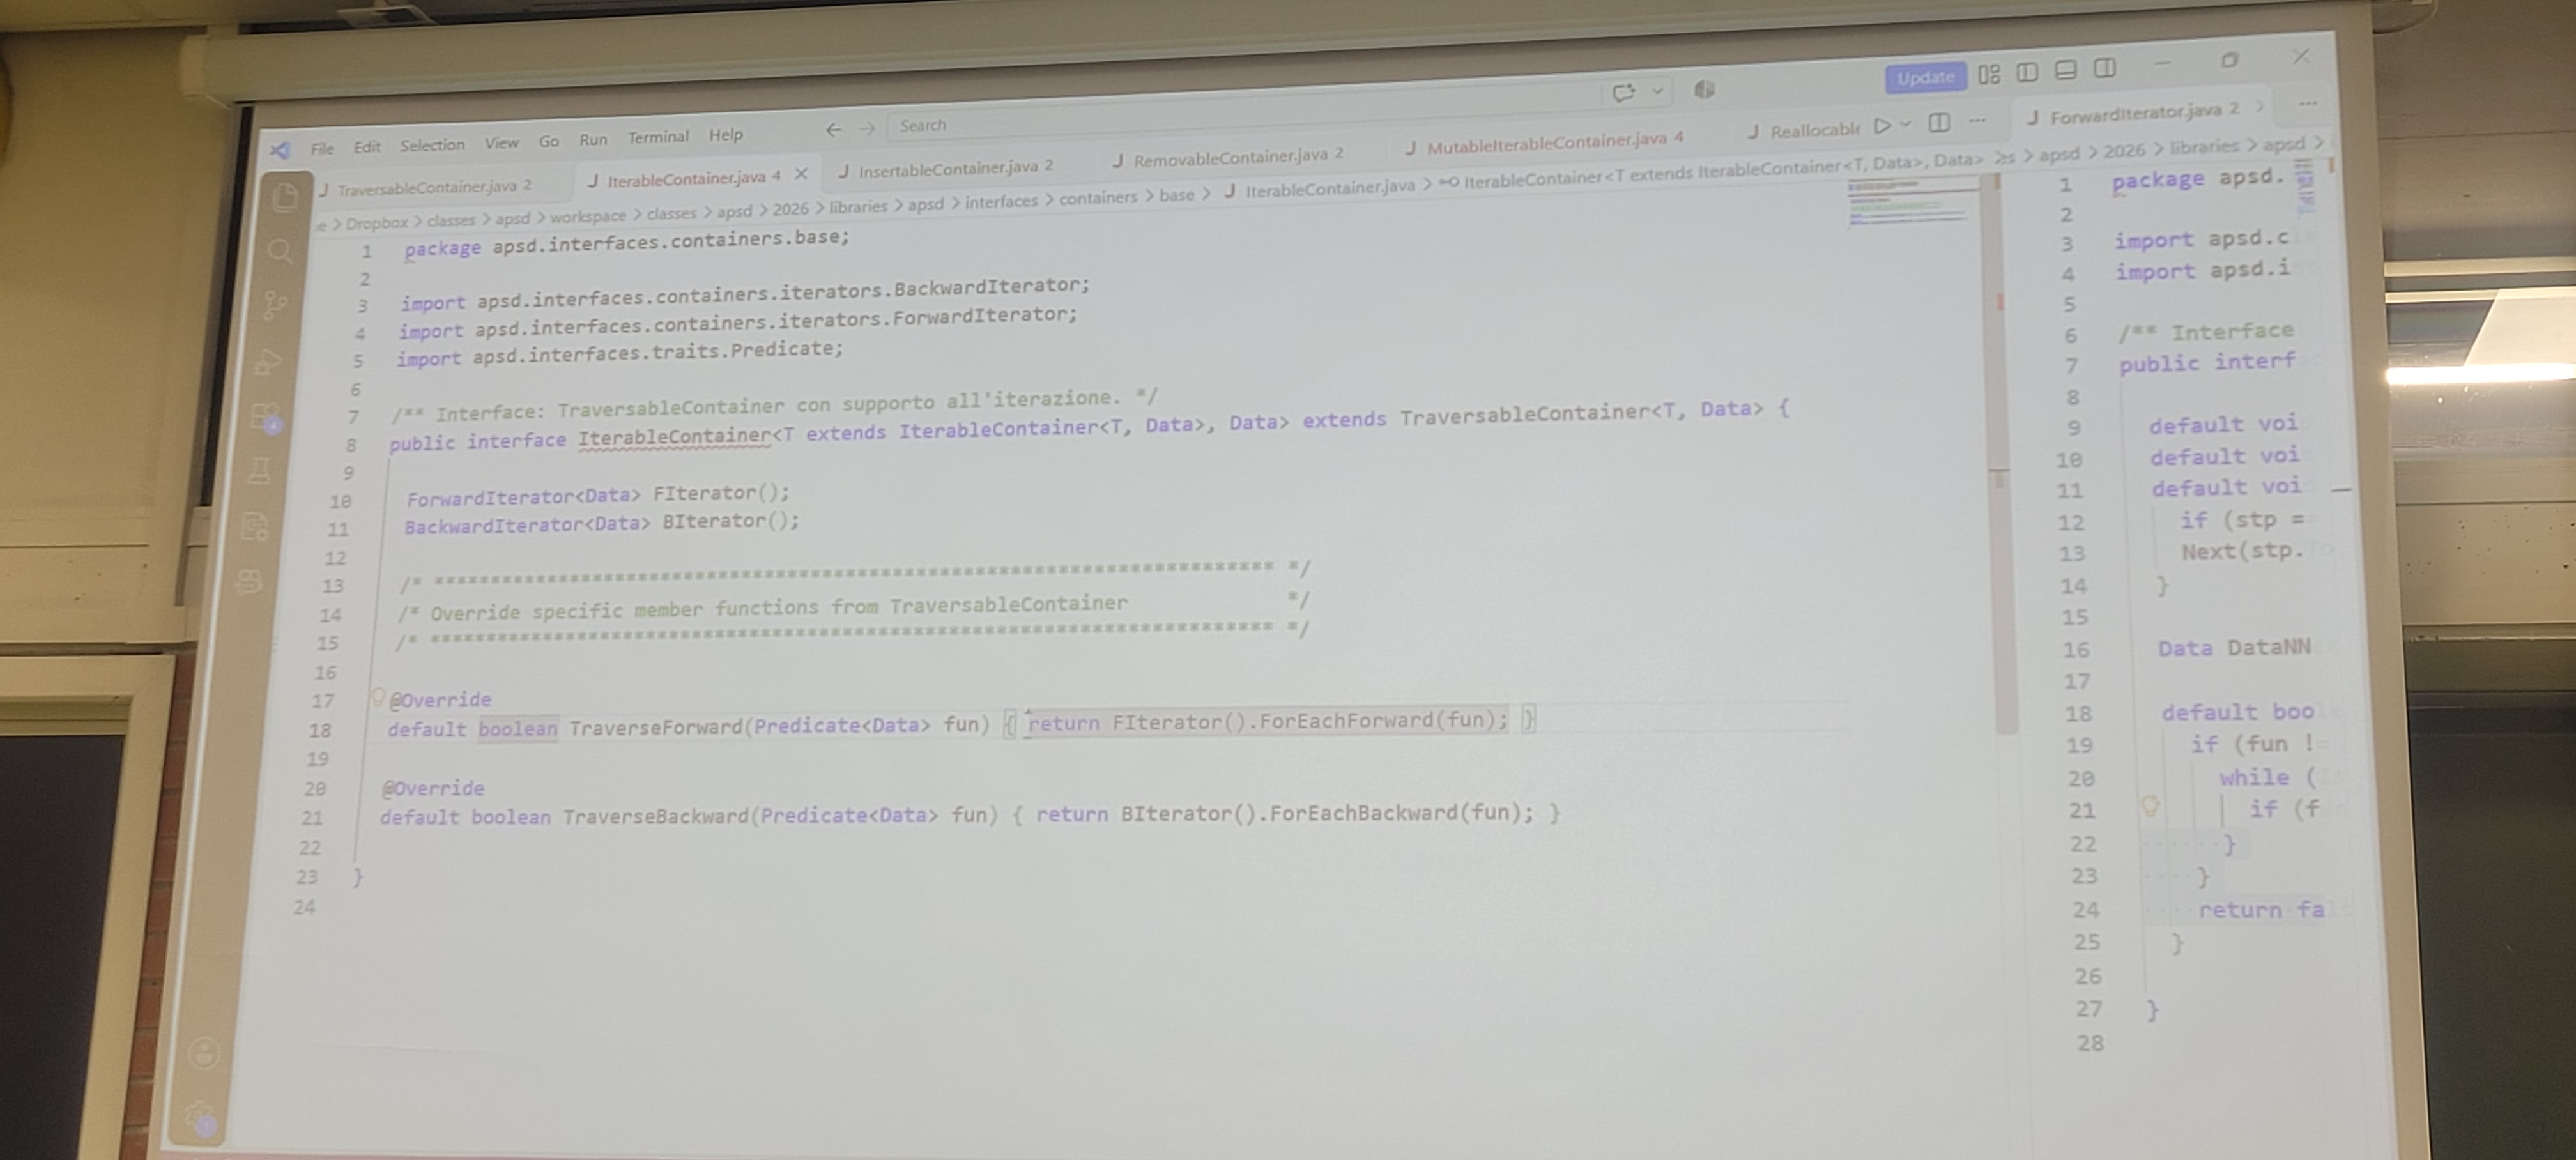 File Edit Selection View Go Run Terminal Help
Search
Update
TraversableContainer.java 2
IterableContainer.java 4
InsertableContainer.java 2
RemovableContainer.java 2
MutableIterableContainer.java 4
ForwardIterator.java 2
> Dropbox > classes > apsd > workspace > classes > apsd > 2026 > libraries > apsd > interfaces > containers > base > IterableContainer.java > IterableContainer<T extends IterableContainer<T, Data>, Data>
1 package apsd.interfaces.containers.base;
2
3 import apsd.interfaces.containers.iterators.BackwardIterator;
4 import apsd.interfaces.containers.iterators.ForwardIterator;
5 import apsd.interfaces.traits.Predicate;
6
7 /** Interface: TraversableContainer con supporto all'iterazione. */
8 public interface IterableContainer<T extends IterableContainer<T, Data>, Data> extends TraversableContainer<T, Data> {
9
10 ForwardIterator<Data> FIterator();
11 BackwardIterator<Data> BIterator();
12
13
14 /* Override specific member functions from TraversableContainer */
15
16
17 @Override
18 default boolean TraverseForward(Predicate<Data> fun) { return FIterator().ForEachForward(fun); }
19
20 @Override
21 default boolean TraverseBackward(Predicate<Data> fun) { return BIterator().ForEachBackward(fun); }
22
23 }
24
> apsd > 2026 > libraries > apsd >
1 package apsd.
2
3 import apsd.c
4 import apsd.i
5
6 /** Interface
7 public interf
8
9 default voi
10 default voi
11 default voi
12 if (stp =
13 Next(stp.
14 }
15
16 Data DataNN
17
18 default boo
19 if (fun !=
20 while (
21 if (f
22 }
23 }
24 return fa
25 }
26
27 }
28